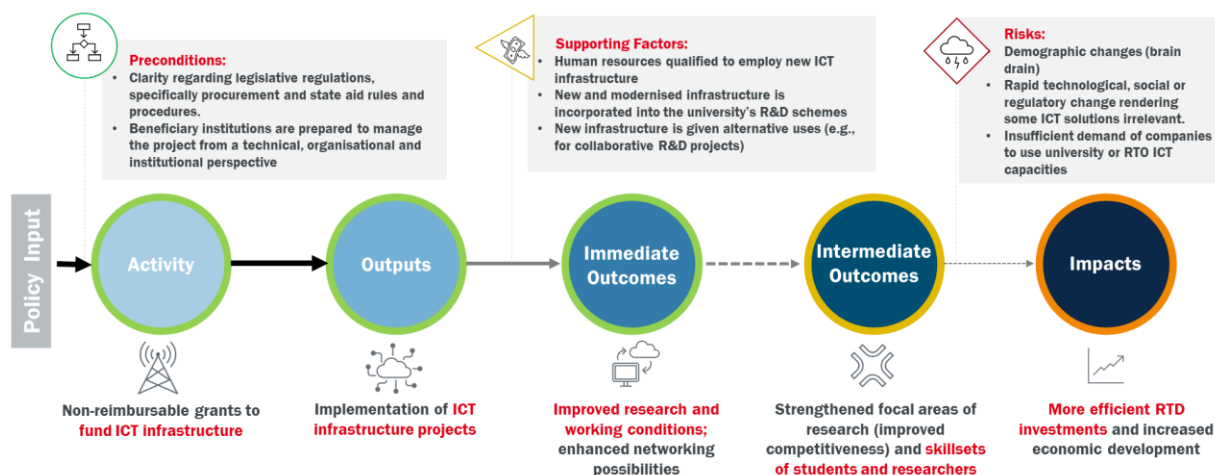 Preconditions:
• Clarity regarding legislative regulations,
specifically procurement and state aid rules and
procedures.
• Beneficiary institutions are prepared to manage
the project from a technical, organisational and
institutional perspective
Supporting Factors:
• Human resources qualified to employ new ICT
infrastructure
• New and modernised infrastructure is
incorporated into the university's R&D schemes
• New infrastructure is given alternative uses (e.g.,
for collaborative R&D projects)
Risks:
• Demographic changes (brain
drain)
• Rapid technological, social or
regulatory change rendering
some ICT solutions irrelevant.
• Insufficient demand of companies
to use university or RTO ICT
capacities
Policy Input
Activity
Outputs
Immediate
Outcomes
Intermediate
Outcomes
Impacts
Non-reimbursable grants to
fund ICT infrastructure
Implementation of ICT
infrastructure projects
Improved research and
working conditions;
enhanced networking
possibilities
Strengthened focal areas of
research (improved
competitiveness) and skillsets
of students and researchers
More efficient RTD
investments and increased
economic development